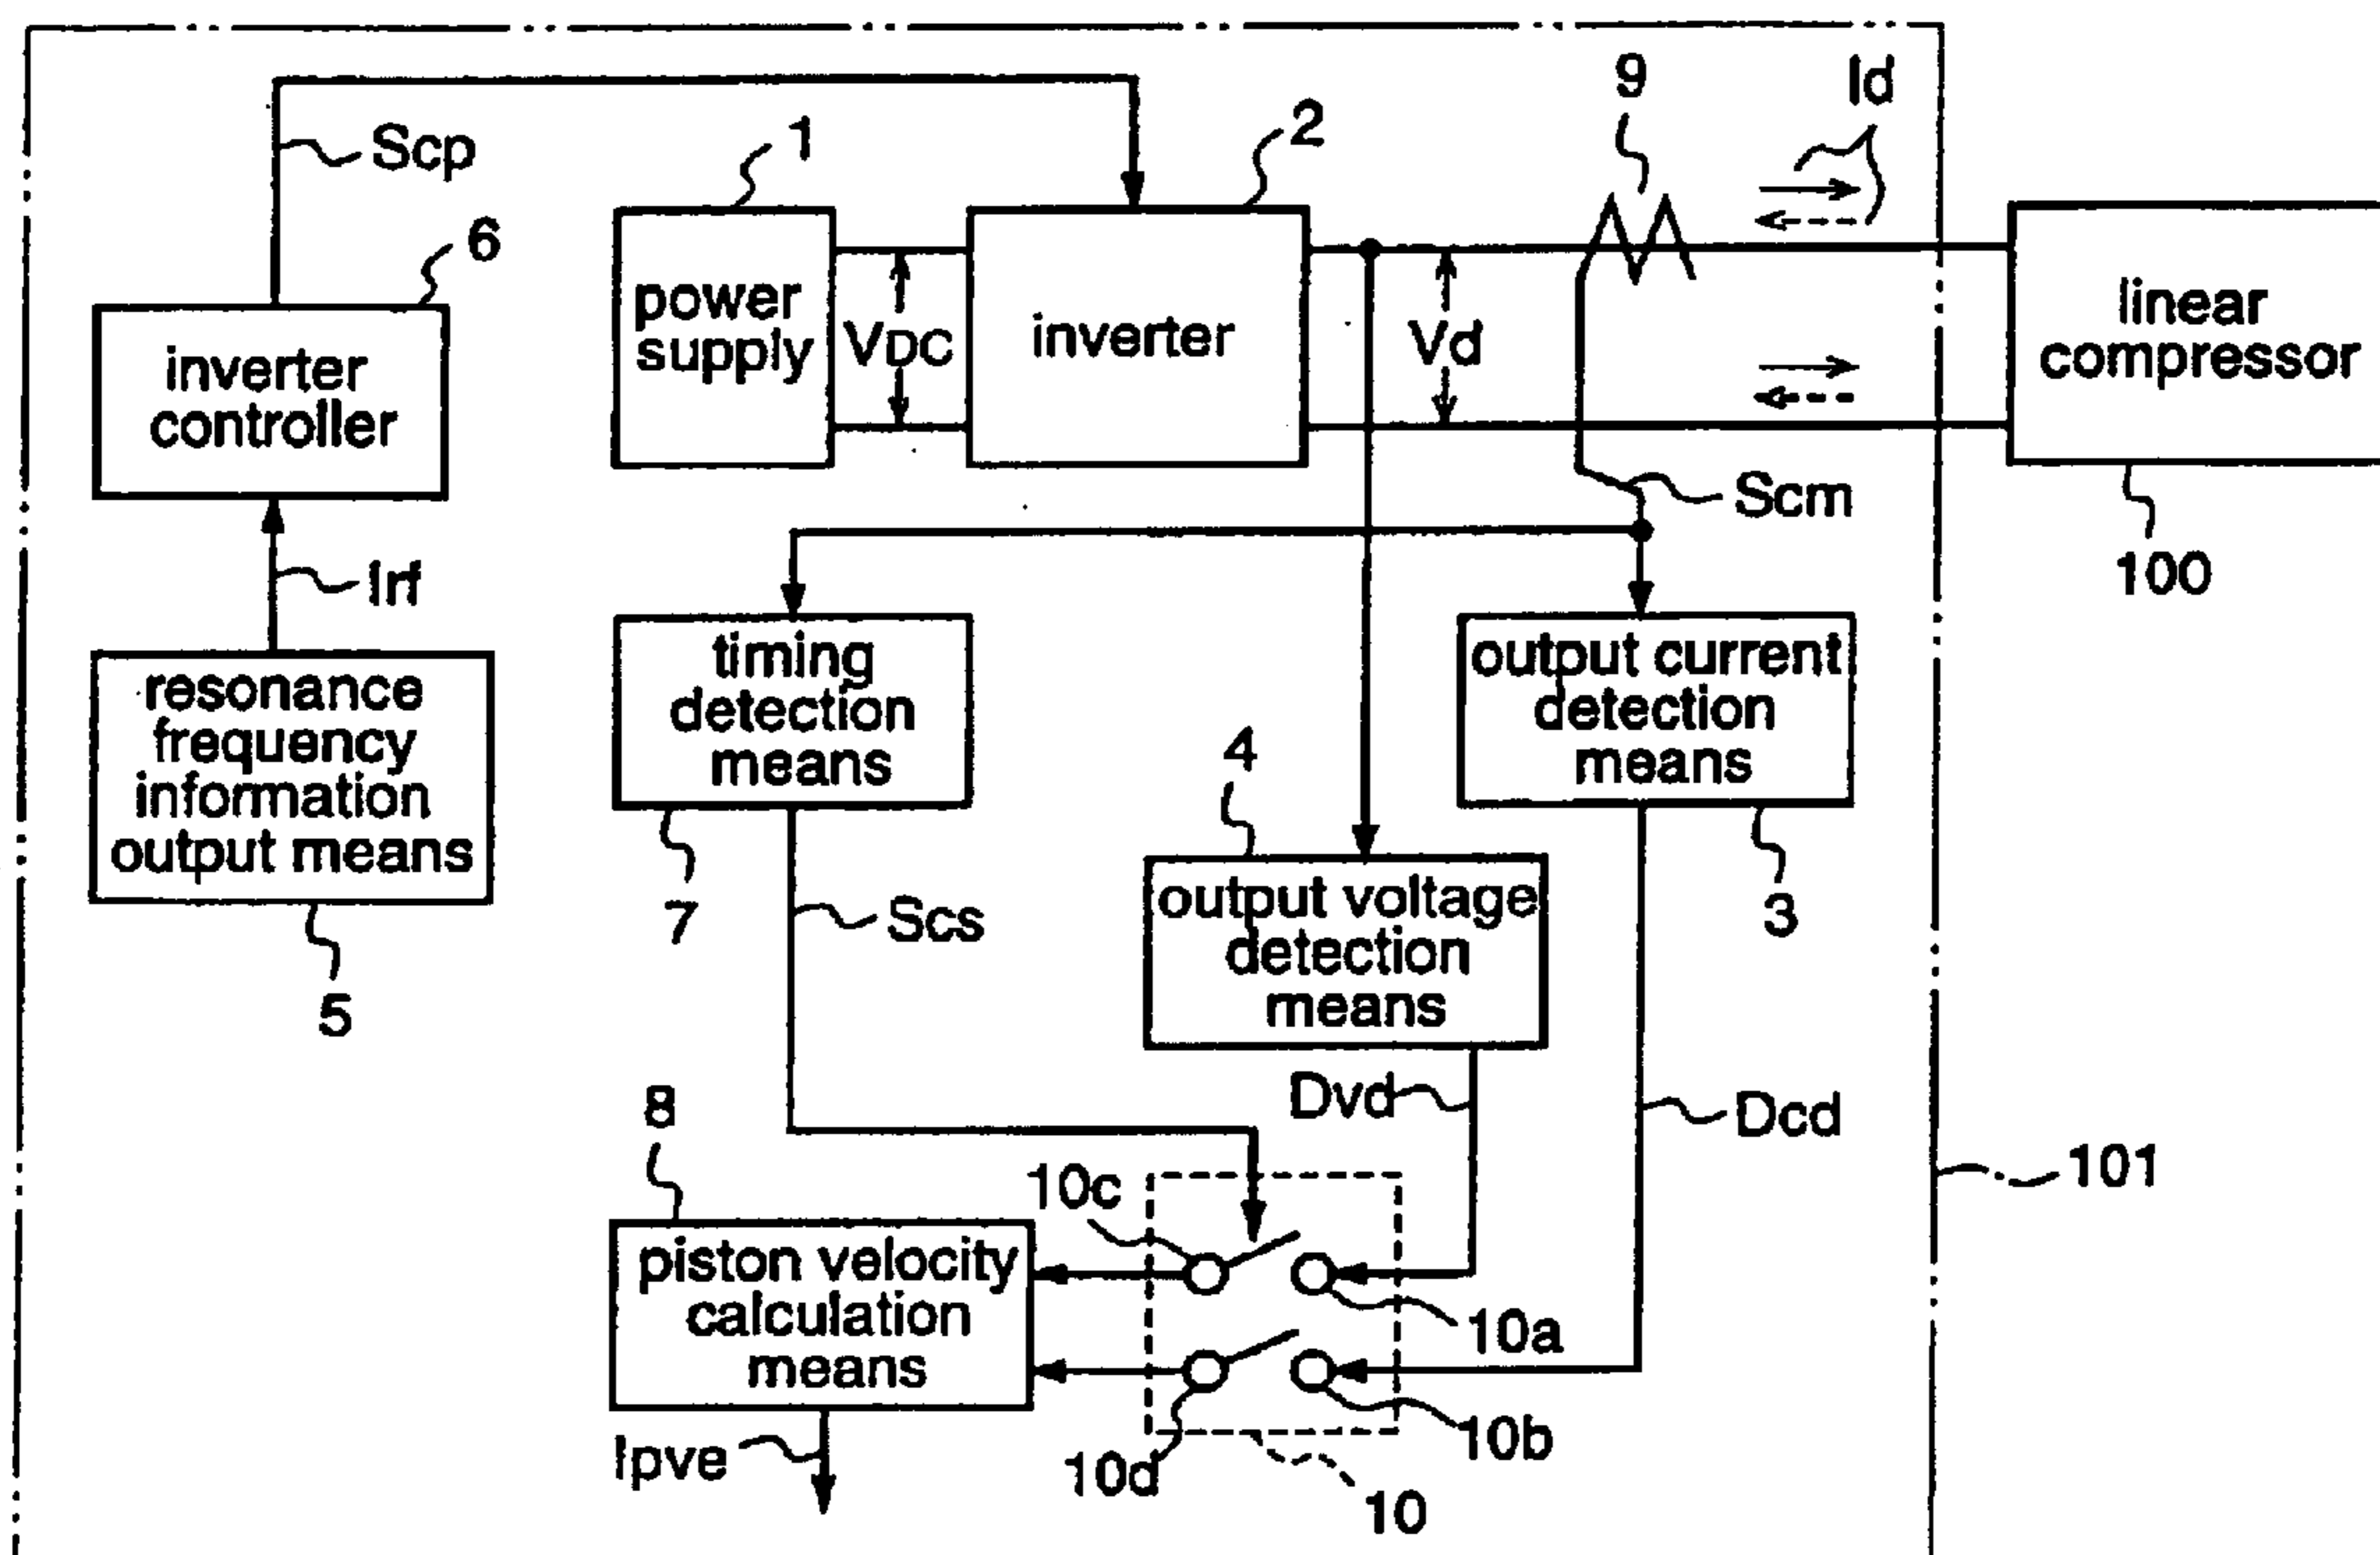 9
Id
1
2
Scp
6
power
supply
VDC
inverter
Vd
linear
compressor
inverter
controller
Scm
100
Irf
resonance
frequency
information
output means
timing
detection
means
output current
detection
means
4
7
Scs
output voltage
detection
means
3
5
8
Dvd
Dcd
10c
101
piston velocity
calculation
means
10a
10b
Ipve
10d
10